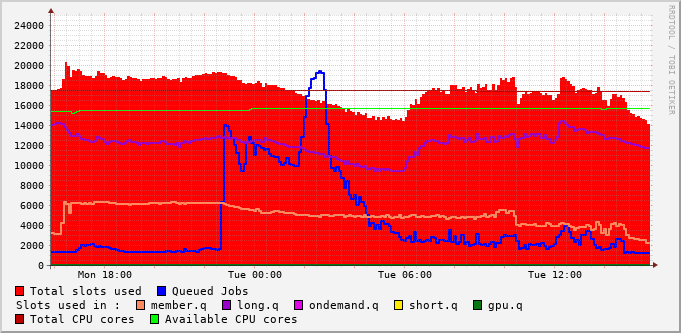 24000
22000
20000
18000
16000
14000
12000
10000
8000
6000
4000
2000
0
Mon 18:00 Tue 00:00 Tue 06:00 Tue 12:00
RRDTOOL / TOBI OETIKER
Total slots used Queued Jobs
Slots used in : member.q long.q ondemand.q short.q gpu.q
Total CPU cores Available CPU cores